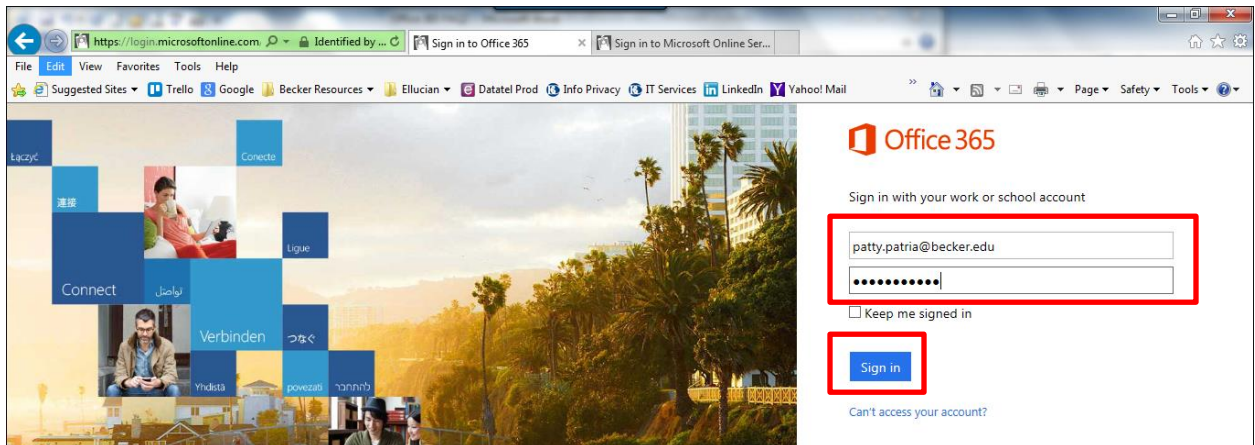 https://login.microsoftonline.com,
Identified by ...
Sign in to Office 365
Sign in to Microsoft Online Ser...
File Edit View Favorites Tools Help
Suggested Sites Trello Google Becker Resources Ellucian Datatel Prod Info Privacy IT Services LinkedIn Yahoo! Mail
Page Safety Tools
Łączyć
Conecte
連接
Ligue
Connect
تواصل
Verbinden
つなぐ
Yhdistä
povezati
להתחבר
Office 365
Sign in with your work or school account
patty.patria@becker.edu
•••••••••••
Keep me signed in
Sign in
Can't access your account?